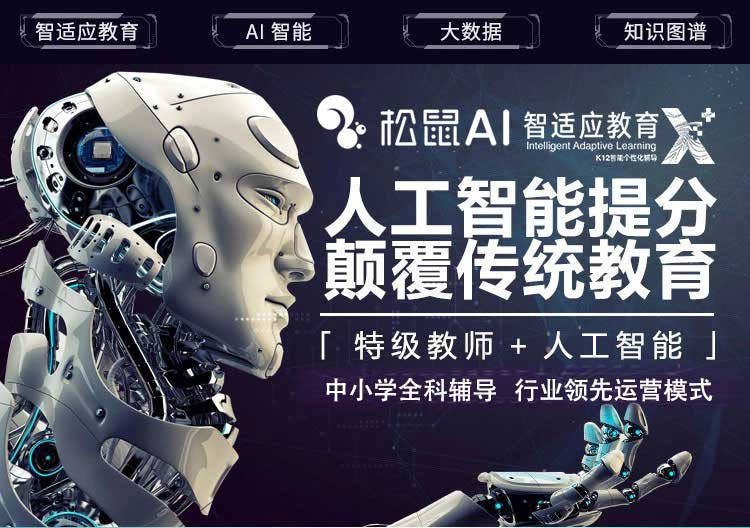 智适应教育
AI 智能
大数据
知识图谱
松鼠AI 智适应教育
Intelligent Adaptive Learning
K12智能个性化辅导
人工智能提分
颠覆传统教育
「 特级教师 + 人工智能 」
中小学全科辅导 行业领先运营模式